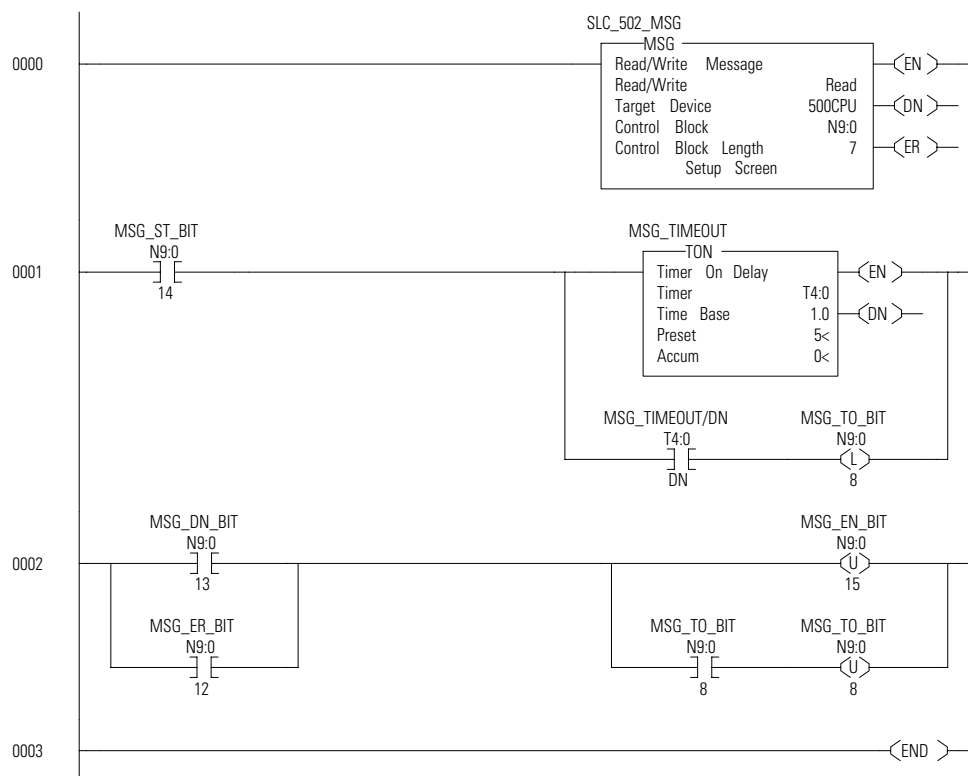 SLC_502_MSG
0000
MSG
Read/Write Message
Read/Write Read
Target Device 500CPU
Control Block N9:0
Control Block Length 7
Setup Screen
EN
DN
ER
MSG_ST_BIT
N9:0
14
0001
MSG_TIMEOUT
TON
Timer On Delay
Timer T4:0
Time Base 1.0
Preset 5<
Accum 0<
EN
DN
MSG_TIMEOUT/DN
T4:0
DN
MSG_TO_BIT
N9:0
L
8
0002
MSG_DN_BIT
N9:0
13
MSG_EN_BIT
N9:0
U
15
MSG_ER_BIT
N9:0
12
MSG_TO_BIT
N9:0
8
MSG_TO_BIT
N9:0
U
8
0003
END